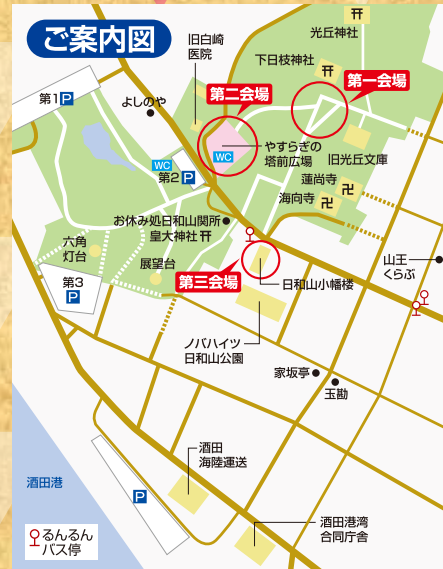 ご案内図
光丘神社
旧白崎
医院
下日枝神社
第一会場
第二会場
第1 P
よしのや
やすらぎの
塔前広場
旧光丘文庫
WC
WC
第2 P
蓮尚寺
海向寺
お休み処日和山関所
皇大神社
六角
灯台
展望台
第3
P
第三会場
日和山小幡楼
山王
くらぶ
ノバハイツ
日和山公園
家坂亭
玉勘
酒田
海陸運送
酒田港
P
るんるん
バス停
酒田港湾
合同庁舎